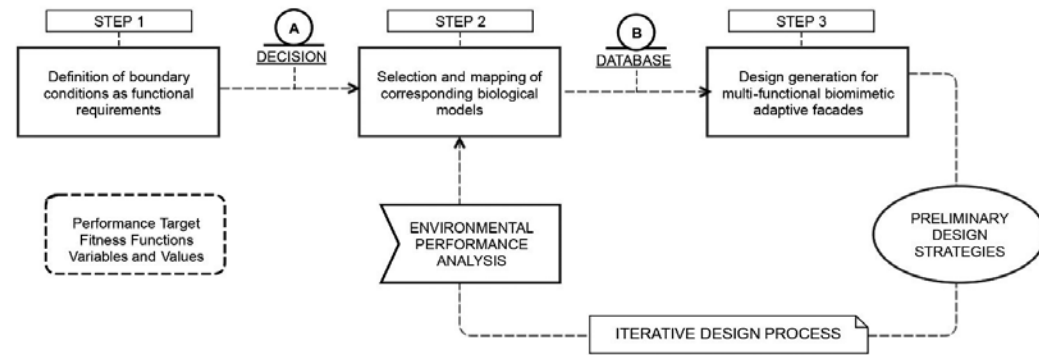 STEP 1
A
DECISION
STEP 2
B
DATABASE
STEP 3
Definition of boundary
conditions as functional
requirements
Selection and mapping of
corresponding biological
models
Design generation for
multi-functional biomimetic
adaptive facades
Performance Target
Fitness Functions
Variables and Values
ENVIRONMENTAL
PERFORMANCE
ANALYSIS
PRELIMINARY
DESIGN
STRATEGIES
ITERATIVE DESIGN PROCESS